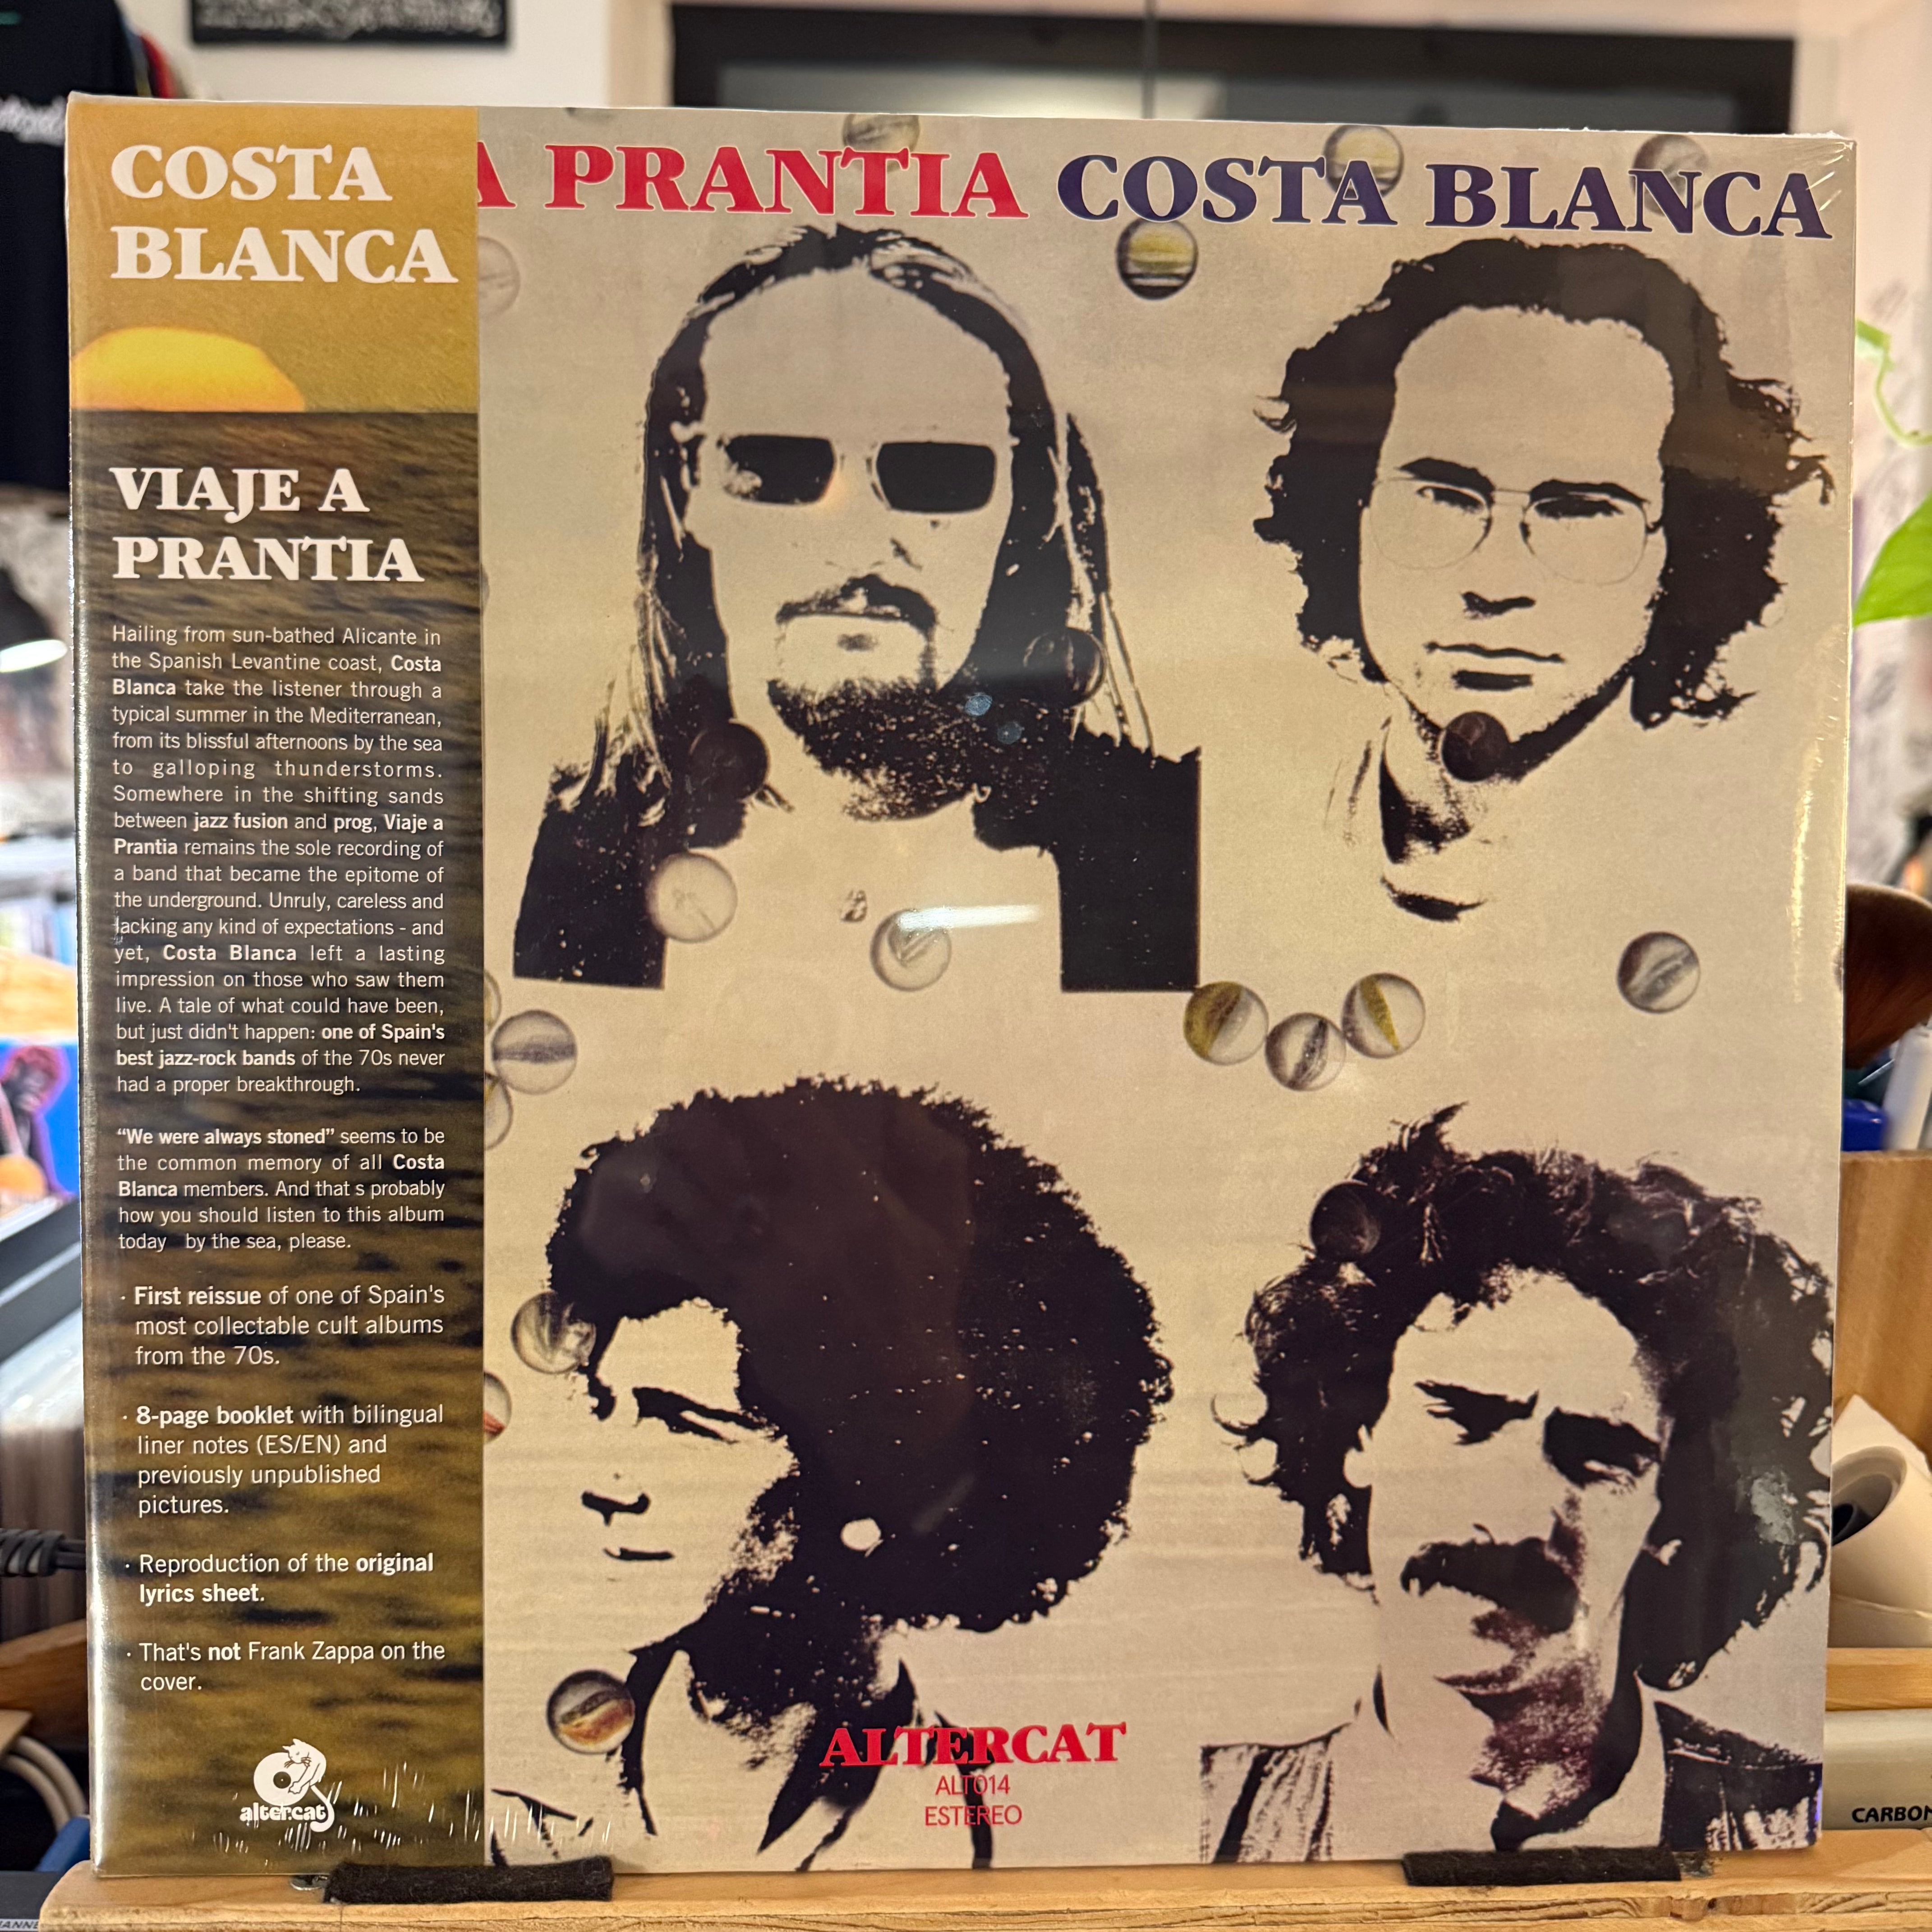 COSTA
BLANCA
VIAJE A
PRANTIA
Hailing from sun-bathed Alicante in
the Spanish Levantine coast, Costa
Blanca take the listener through a
typical summer in the Mediterranean,
from its blissful afternoons by the sea
to galloping thunderstorms.
Somewhere in the shifting sands
between jazz fusion and prog, Viaje a
Prantia remains the sole recording of
a band that became the epitome of
the underground. Unruly, careless and
lacking any kind of expectations - and
yet, Costa Blanca left a lasting
impression on those who saw them
live. A tale of what could have been,
but just didn't happen: one of Spain's
best jazz-rock bands of the 70s never
had a proper breakthrough.
“We were always stoned” seems to be
the common memory of all Costa
Blanca members. And that s probably
how you should listen to this album
today by the sea, please.
· First reissue of one of Spain's
most collectable cult albums
from the 70s.
· 8-page booklet with bilingual
liner notes (ES/EN) and
previously unpublished
pictures.
· Reproduction of the original
lyrics sheet.
· That's not Frank Zappa on the
cover.
altercat
A PRANTIA COSTA BLANCA
ALTERCAT
ALT014
ESTEREO
CARBON